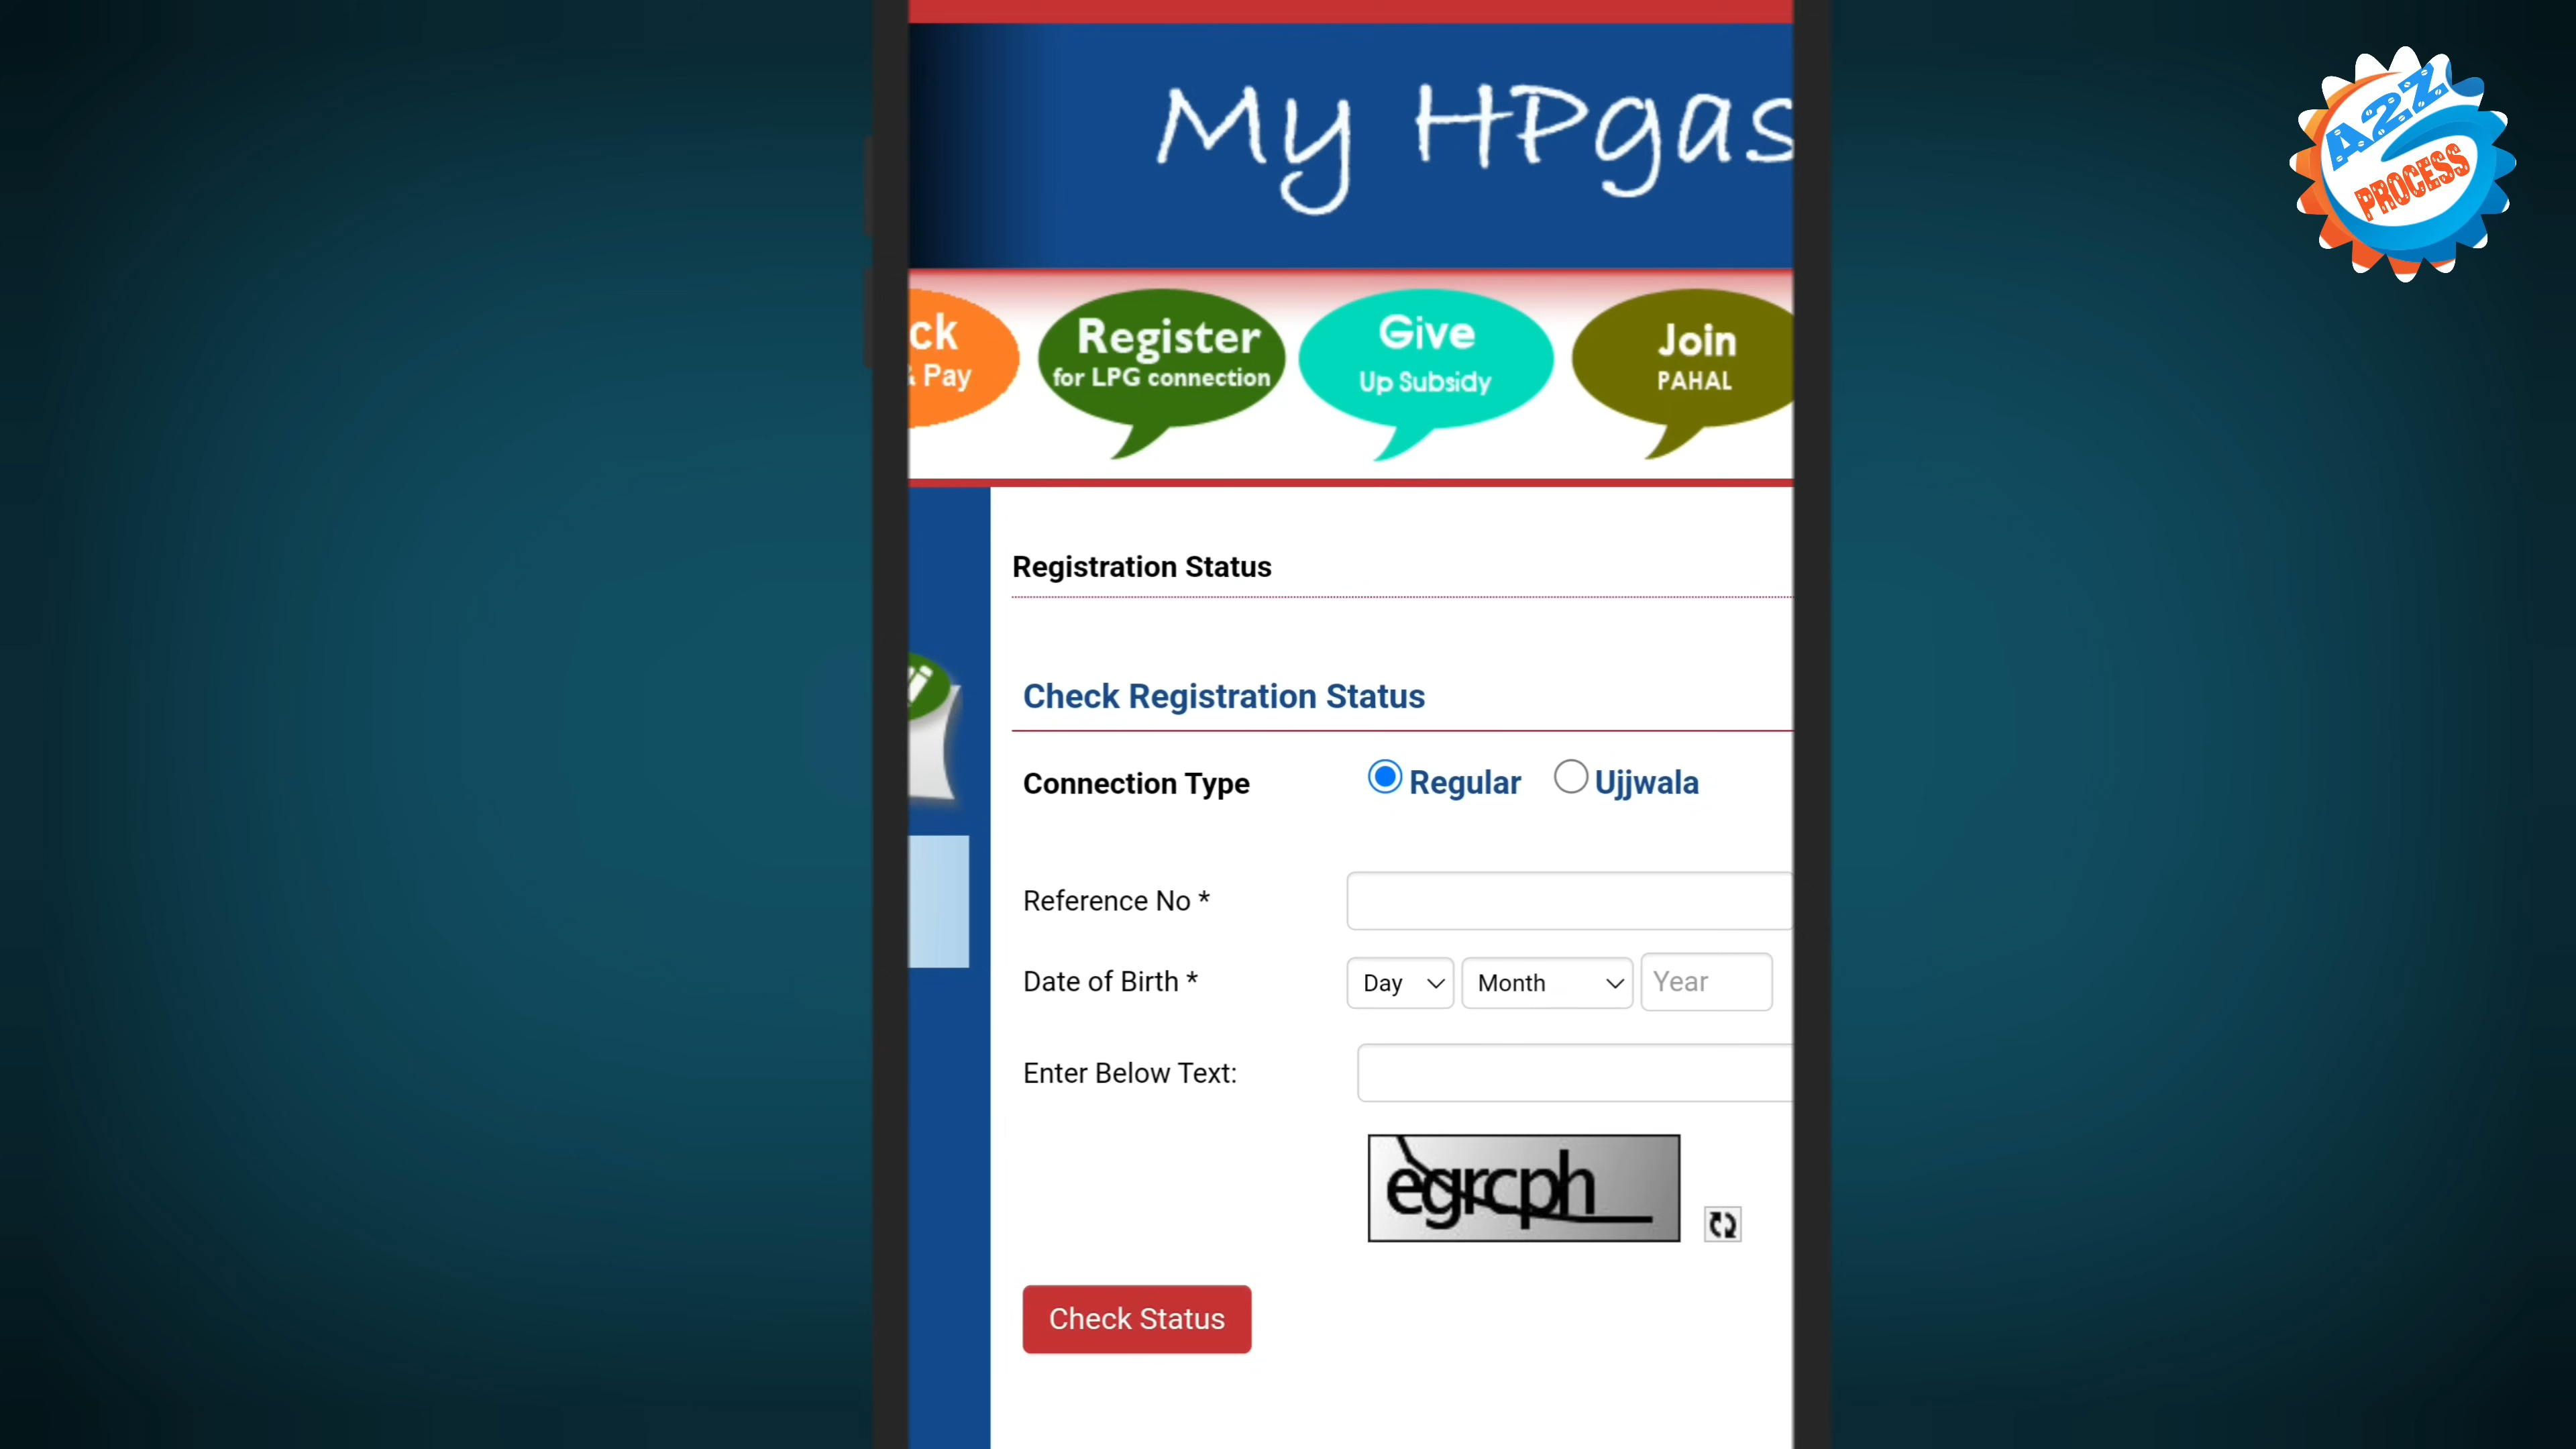 My HPgas
A2Z
PROCESS
ck
& Pay
Register
for LPG connection
Give
Up Subsidy
Join
PAHAL
Registration Status
Check Registration Status
Connection Type Regular Ujjwala
Reference No *
Date of Birth * Day Month Year
Enter Below Text:
egrcph
Check Status